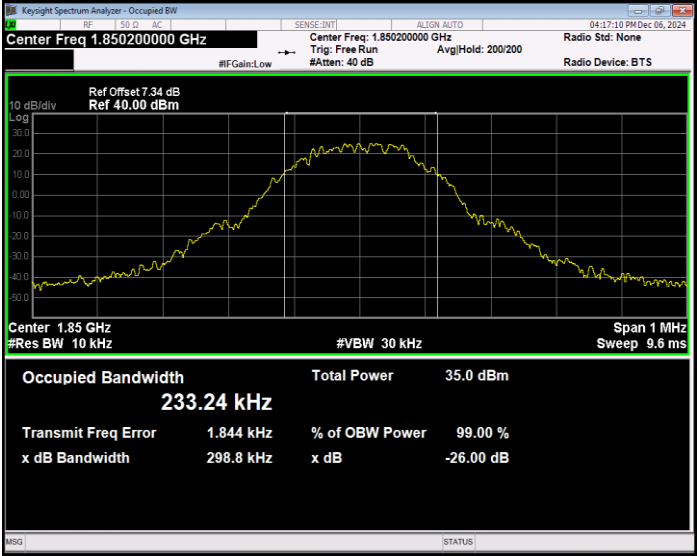 Keysight Spectrum Analyzer - Occupied BW
LXI RF 50 Ω AC SENSE:INT ALIGN AUTO 04:17:10 PM Dec 06, 2024
Center Freq 1.850200000 GHz
Center Freq: 1.850200000 GHz
Radio Std: None
Trig: Free Run Avg|Hold: 200/200
#IFGain:Low #Atten: 40 dB Radio Device: BTS
Ref Offset 7.34 dB
10 dB/div Ref 40.00 dBm
Log
30.0
20.0
10.0
0.00
-10.0
-20.0
-30.0
-40.0
-50.0
Center 1.85 GHz Span 1 MHz
#Res BW 10 kHz #VBW 30 kHz Sweep 9.6 ms
Occupied Bandwidth Total Power 35.0 dBm
233.24 kHz
Transmit Freq Error 1.844 kHz % of OBW Power 99.00 %
x dB Bandwidth 298.8 kHz x dB -26.00 dB
MSG STATUS